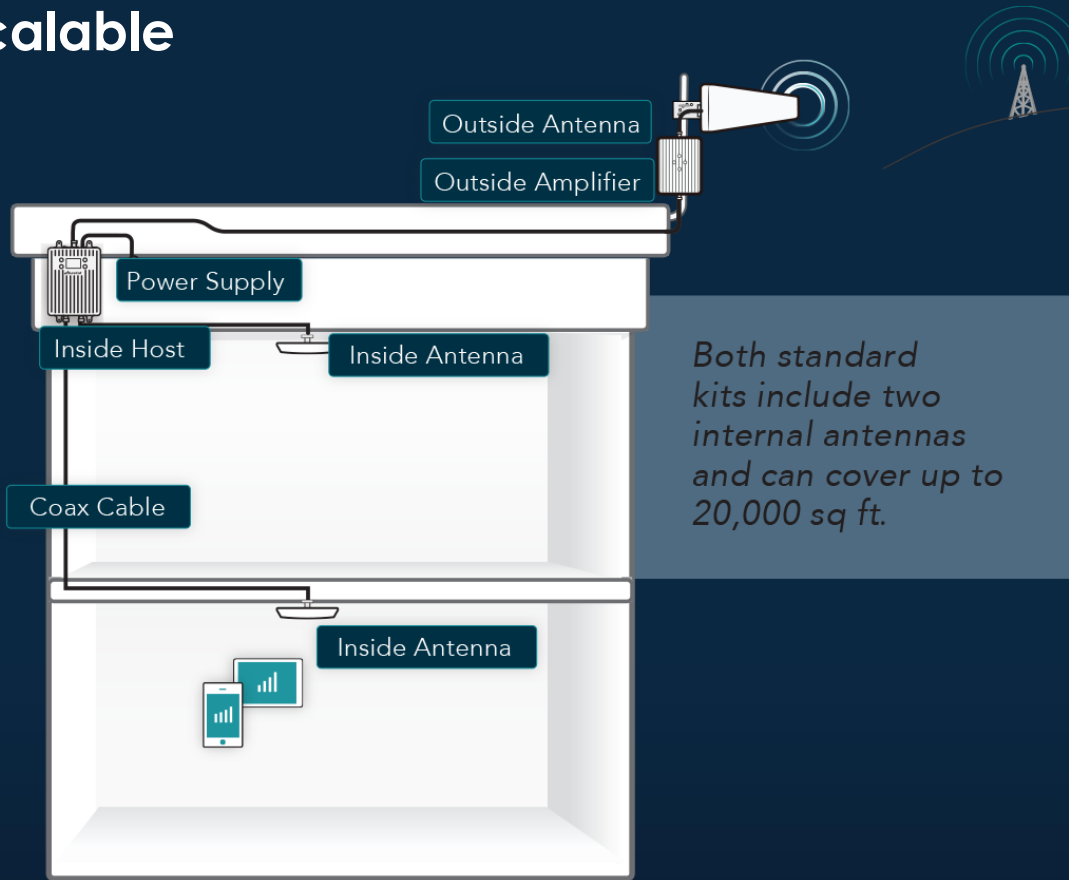 calable
Outside Antenna
Outside Amplifier
Power Supply
Inside Host
Inside Antenna
Both standard
kits include two
internal antennas
and can cover up to
20,000 sq ft.
Coax Cable
Inside Antenna